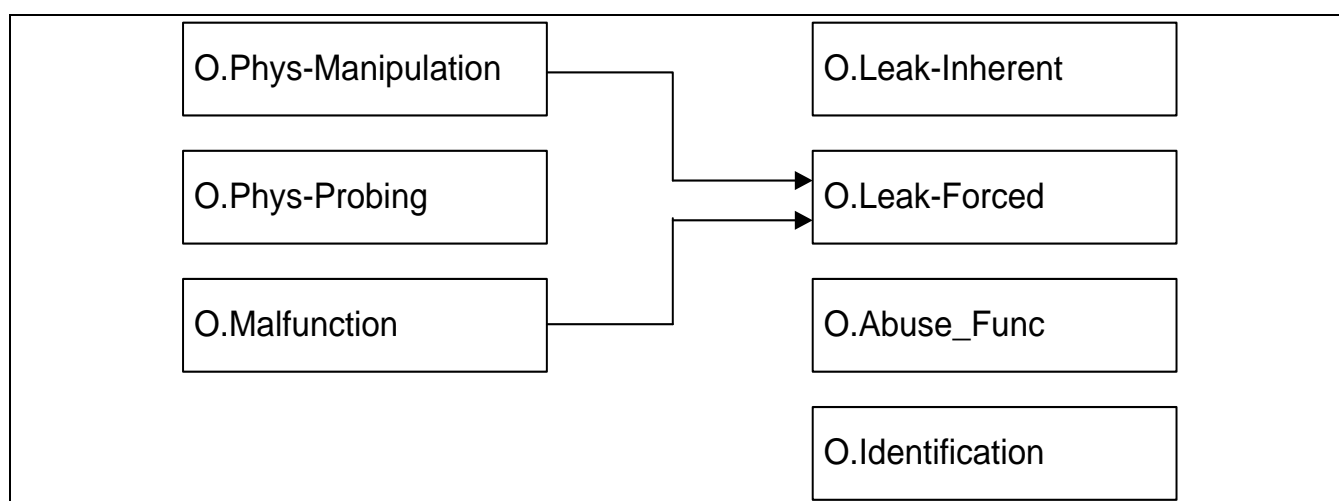 O.Phys-Manipulation
O.Leak-Inherent
O.Phys-Probing
O.Leak-Forced
O.Malfunction
O.Abuse_Func
O.Identification